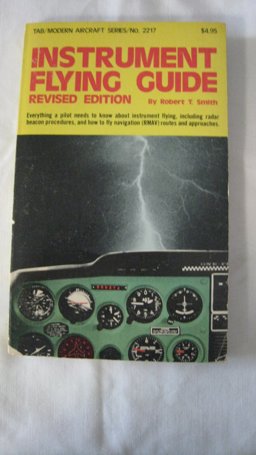 TAB/MODERN AIRCRAFT SERIES/No. 2217 $4.95
INSTRUMENT
FLYING GUIDE
REVISED EDITION By Robert T. Smith
Everything a pilot needs to know about instrument flying, including radar
beacon procedures, and how to fly navigation (RNAV) routes and approaches.